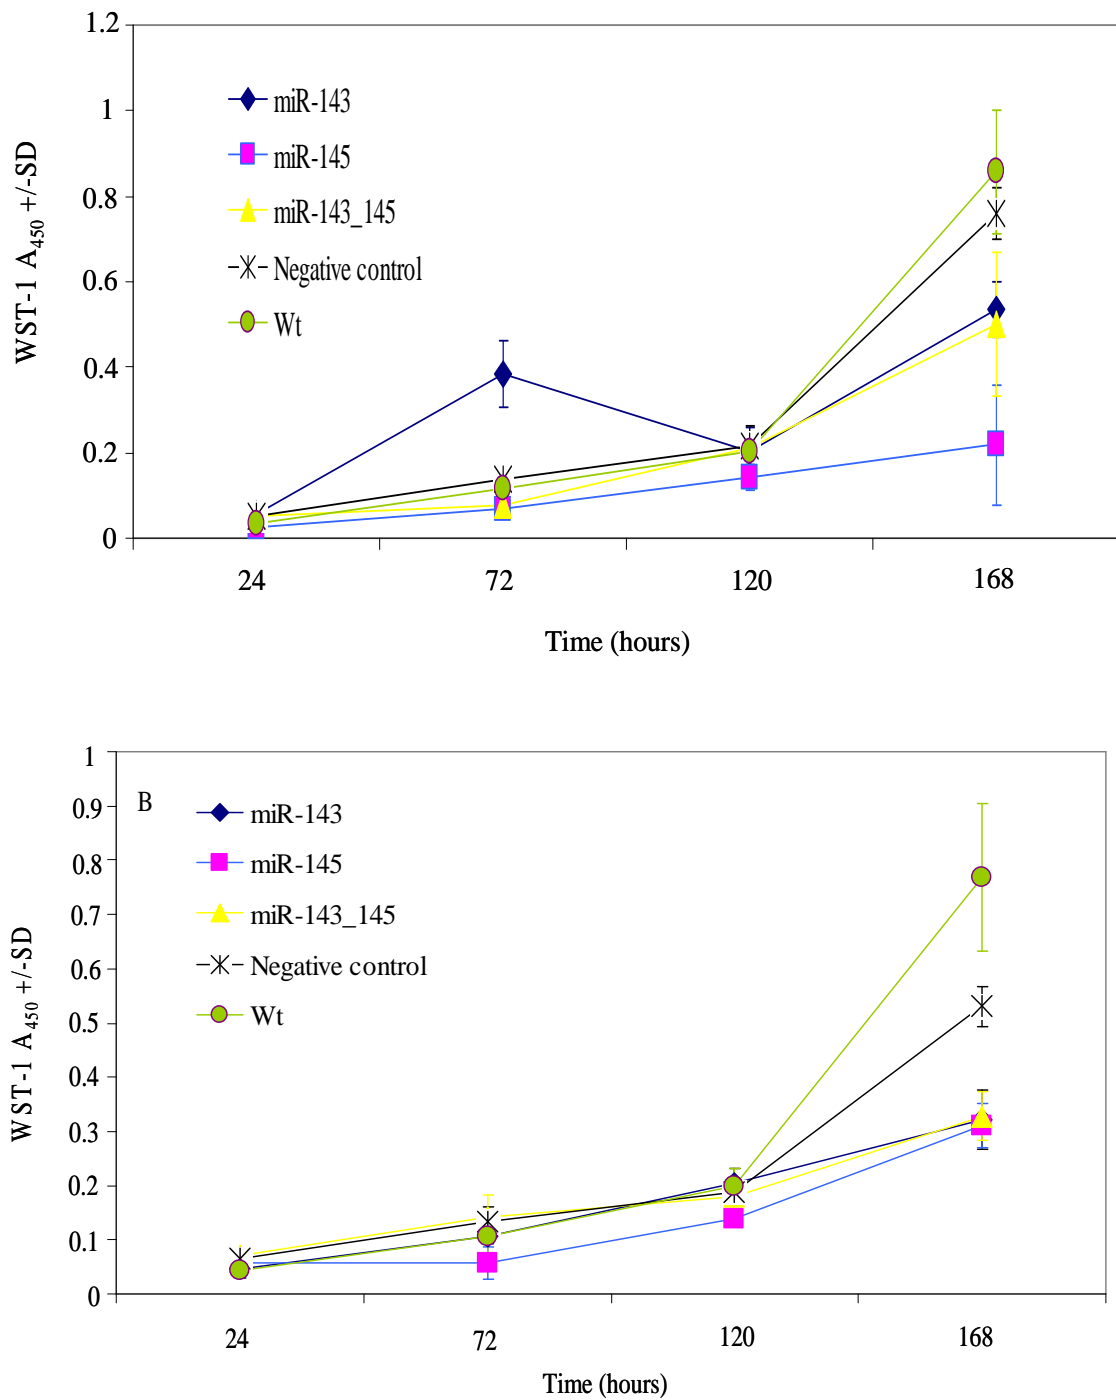 1.2
1
0.8
0.6
0.4
0.2
0
WST-1 A450 +/-SD
miR-143
miR-145
miR-143_145
Negative control
Wt
24 72 120 168
Time (hours)
B
1
0.9
0.8
0.7
0.6
0.5
0.4
0.3
0.2
0.1
0
WST-1 A450 +/-SD
miR-143
miR-145
miR-143_145
Negative control
Wt
24 72 120 168
Time (hours)